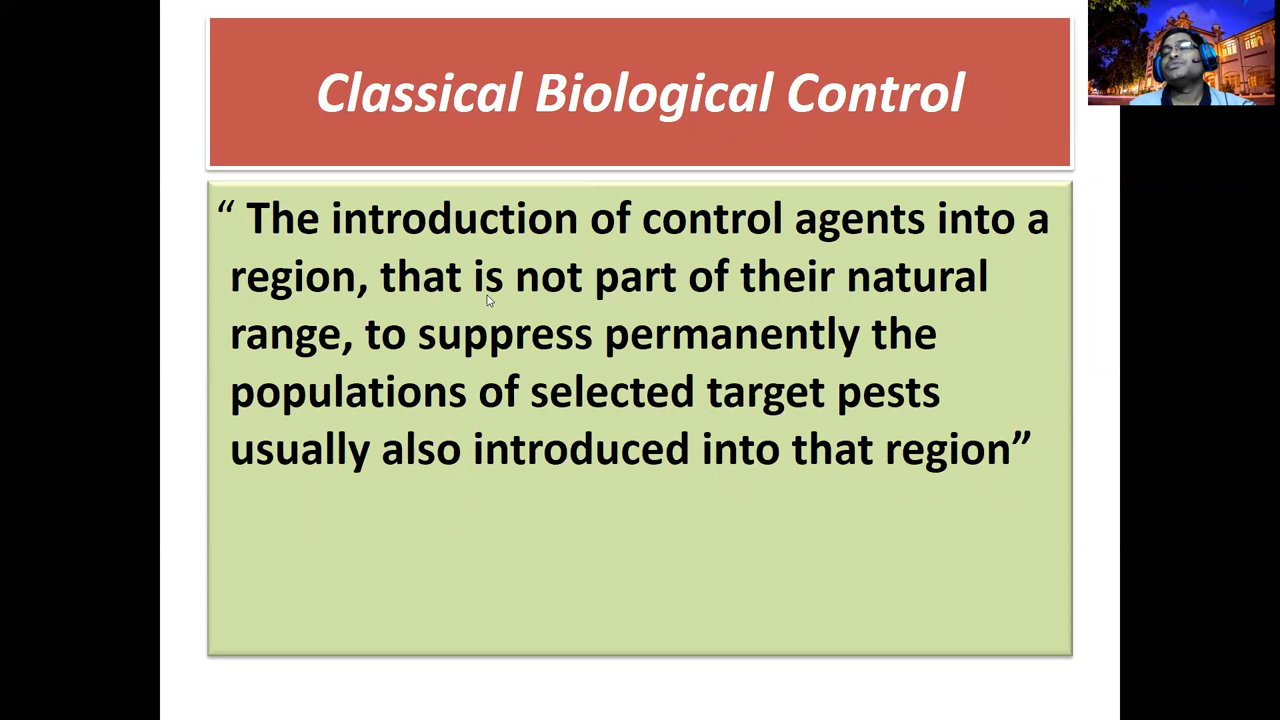 Classical Biological Control
“ The introduction of control agents into a
region, that is not part of their natural
range, to suppress permanently the
populations of selected target pests
usually also introduced into that region”